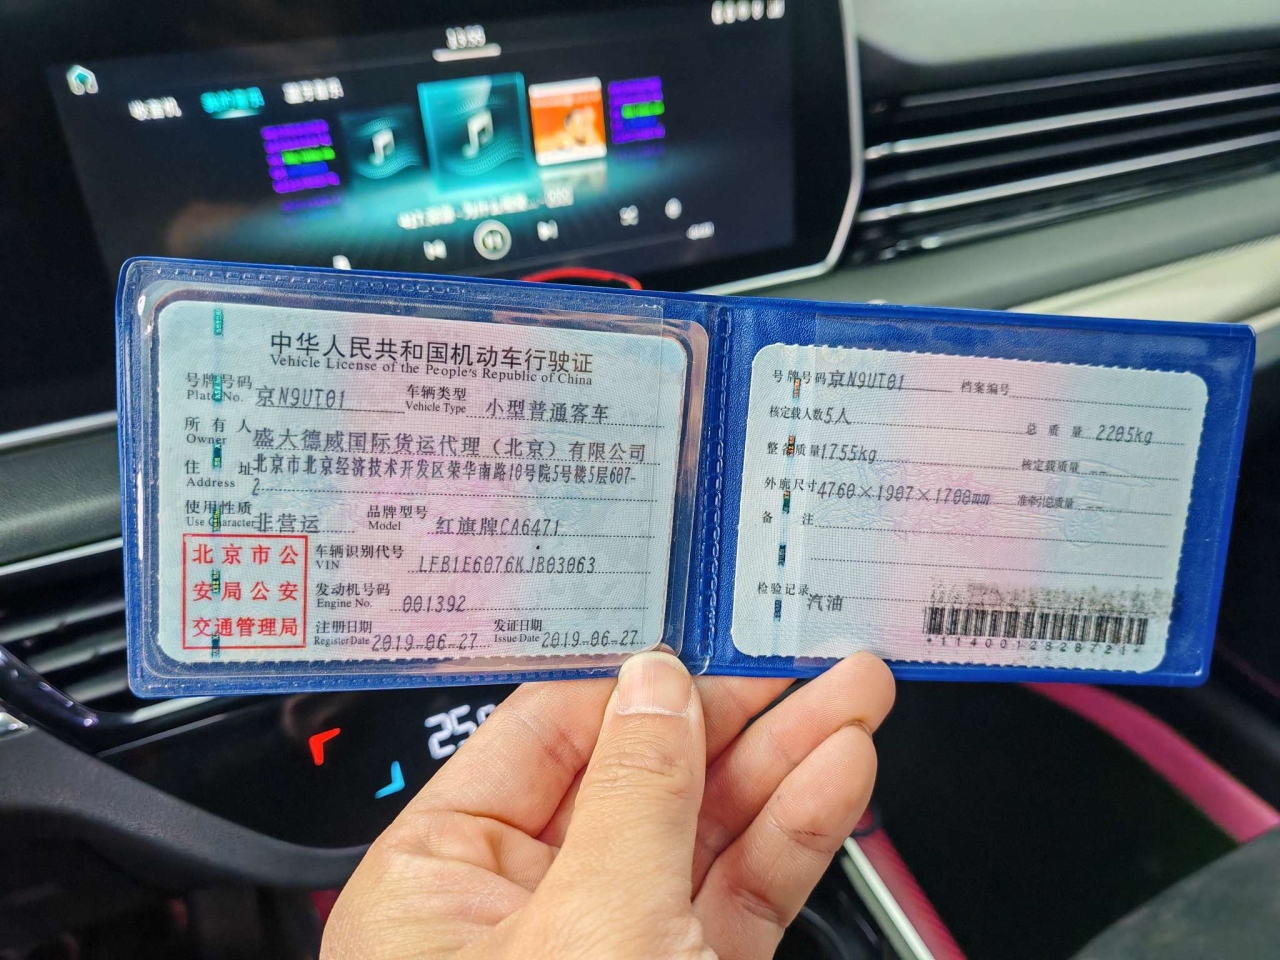 中华人民共和国机动车行驶证
Vehicle License of the People's Republic of China
号牌号码 京N9UT01 车辆类型 小型普通客车
Plate No. Vehicle Type
所有人 盛大德威国际货运代理（北京）有限公司
Owner
住址 北京市北京经济技术开发区荣华南路10号院5号楼5层607-
Address 2
使用性质 非营运 品牌型号 红旗牌CA6471
Use Character Model
北京市公
安局公安
交通管理局
车辆识别代号 LFB1E6076KJB03063
VIN
发动机号码 001392
Engine No.
注册日期 2019-06-27 发证日期 2019-06-27
Register Date Issue Date
号牌号码 京N9UT01 档案编号
核定载人数 5人 总质量 2205kg
整备质量 1755kg 核定载质量 --
外廓尺寸 4760×1907×1700mm 准牵引总质量 --
备注
检验记录
汽油
*1140012828721*
25